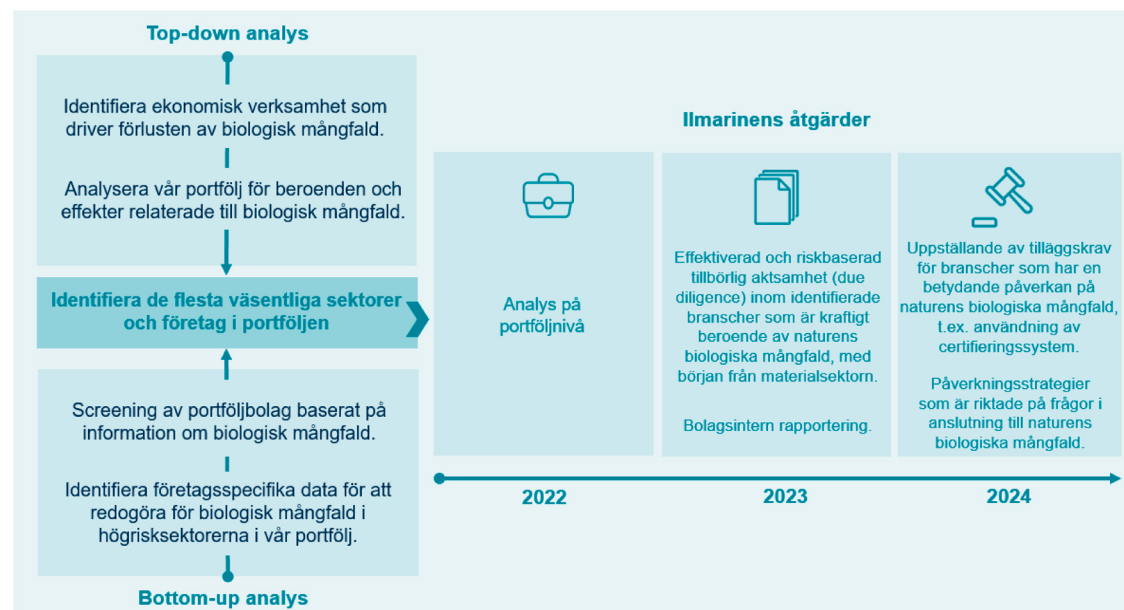 Top-down analys
Identifiera ekonomisk verksamhet som
driver förlusten av biologisk mångfald.
Analysera vår portfölj för beroenden och
effekter relaterade till biologisk mångfald.
Identifiera de flesta väsentliga sektorer
och företag i portföljen
Screening av portföljbolag baserat på
information om biologisk mångfald.
Identifiera företagsspecifika data för att
redogöra för biologisk mångfald i
högrisksektorerna i vår portfölj.
Bottom-up analys
Ilmarinens åtgärder
Analys på
portföljnivå
Effektiverad och riskbaserad
tillbörlig aktsamhet (due
diligence) inom identifierade
branscher som är kraftigt
beroende av naturens
biologiska mångfald, med
början från materialsektorn.
Bolagsintern rapportering.
Uppställande av tilläggskrav
för branscher som har en
betydande påverkan på
naturens biologiska mångfald,
t.ex. användning av
certifieringssystem.
Påverkningsstrategier
som är riktade på frågor i
anslutning till naturens
biologiska mångfald.
2022
2023
2024